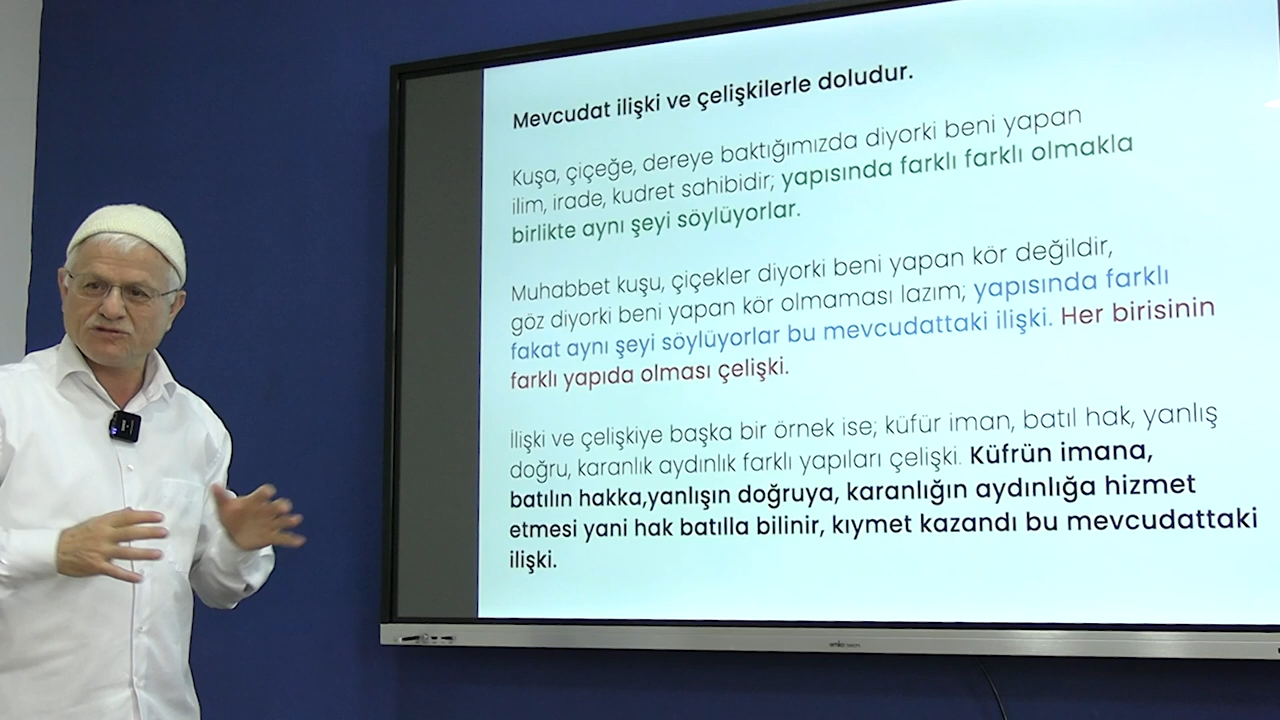 Mevcudat ilişki ve çelişkilerle doludur.
Kuşa, çiçeğe, dereye baktığımızda diyorki beni yapan
ilim, irade, kudret sahibidir; yapısında farklı farklı olmakla
birlikte aynı şeyi söylüyorlar.
Muhabbet kuşu, çiçekler diyorki beni yapan kör değildir,
göz diyorki beni yapan kör olmaması lazım; yapısında farklı
fakat aynı şeyi söylüyorlar bu mevcudattaki ilişki. Her birisinin
farklı yapıda olması çelişki.
İlişki ve çelişkiye başka bir örnek ise; küfür iman, batıl hak, yanlış
doğru, karanlık aydınlık farklı yapıları çelişki. Küfrün imana,
batılın hakka,yanlışın doğruya, karanlığın aydınlığa hizmet
etmesi yani hak batılla bilinir, kıymet kazandı bu mevcudattaki
ilişki.